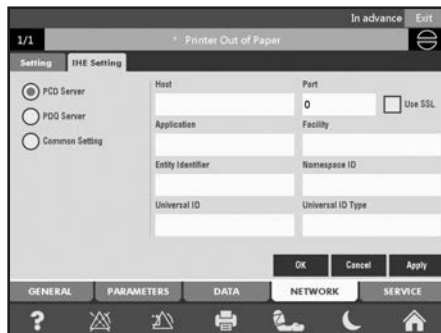 In advance Exit
1/1 * Printer Out of Paper
Setting IHE Setting
PCD Server
PDQ Server
Common Setting
Host Port
0 Use SSL
Application Facility
Entity Identifier Namespace ID
Universal ID Universal ID Type
OK Cancel Apply
GENERAL PARAMETERS DATA NETWORK SERVICE
?